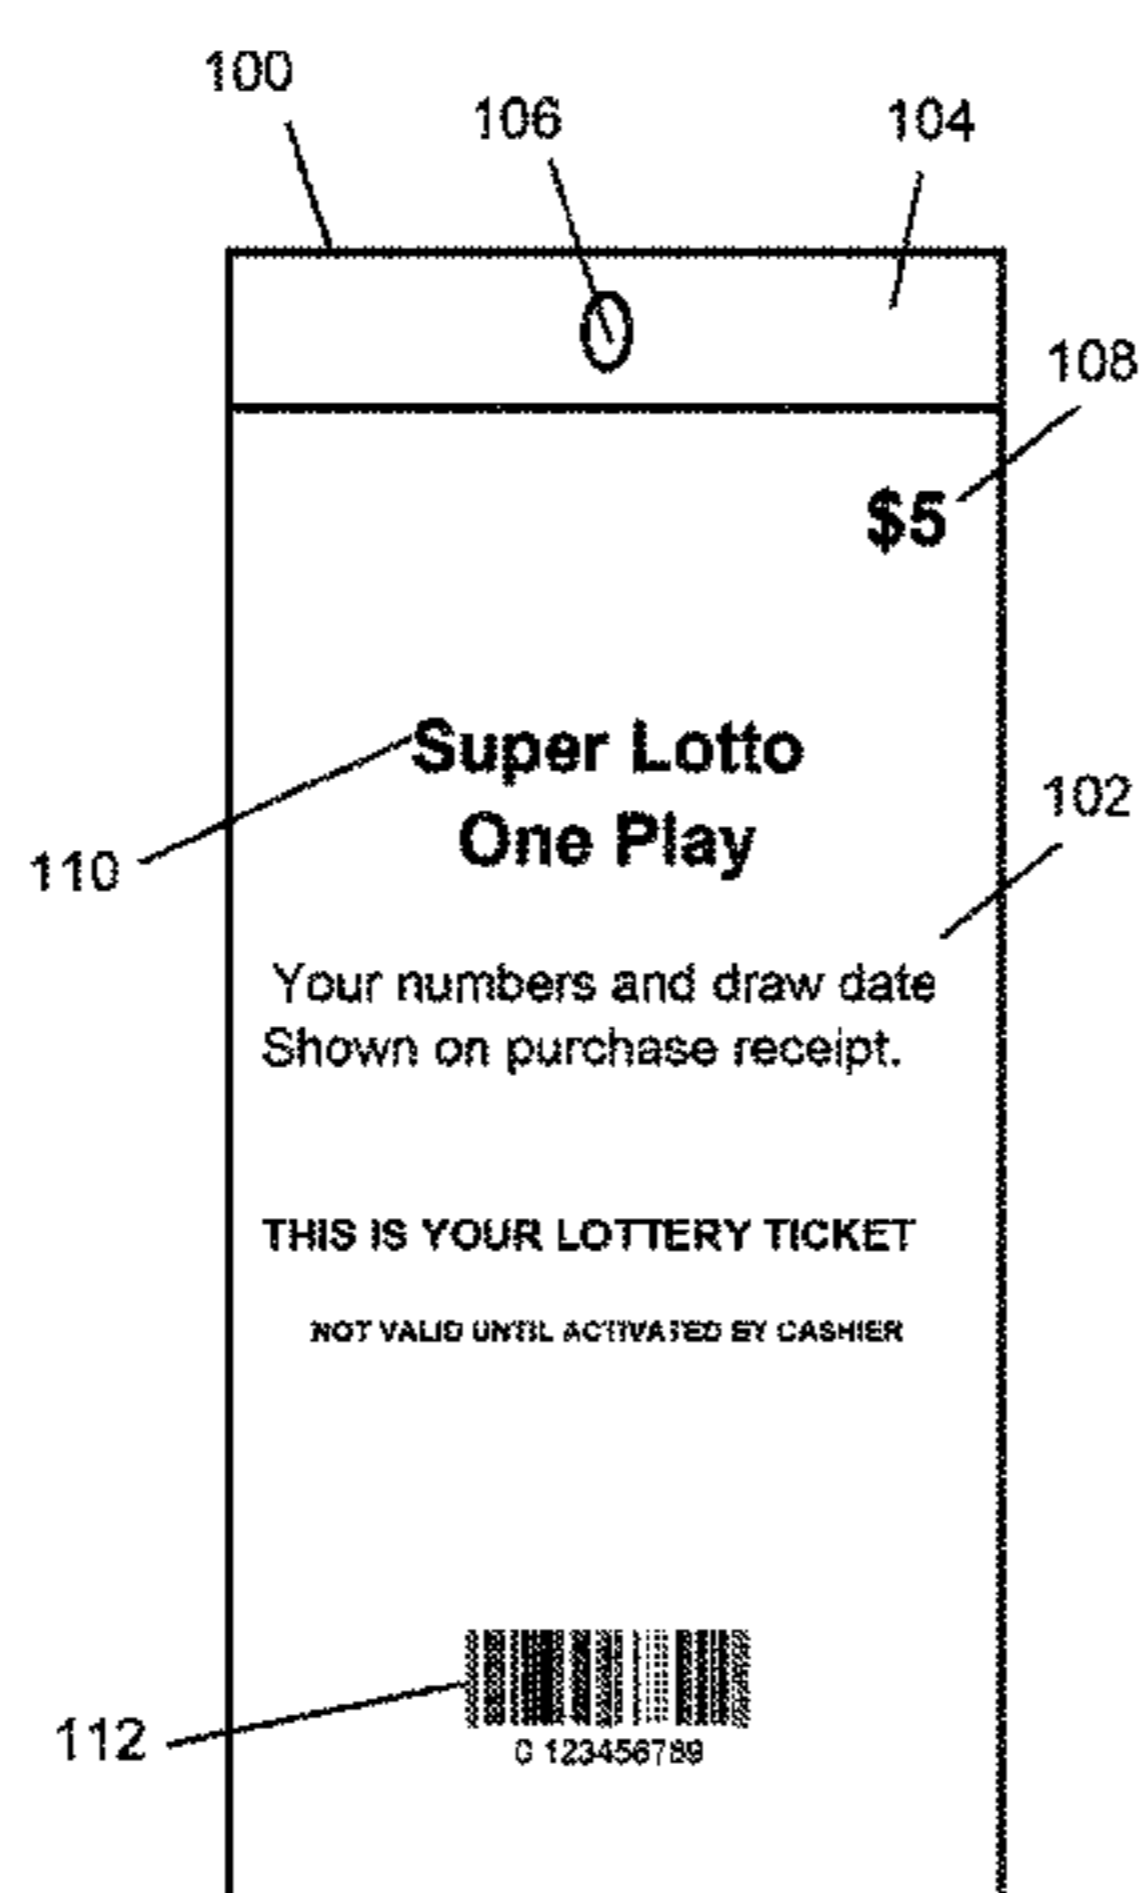 100
106
104
108
$5
Super Lotto
One Play
102
110
Your numbers and draw date
Shown on purchase receipt.
THIS IS YOUR LOTTERY TICKET
NOT VALID UNTIL ACTIVATED BY CASHIER
112
0 123456789